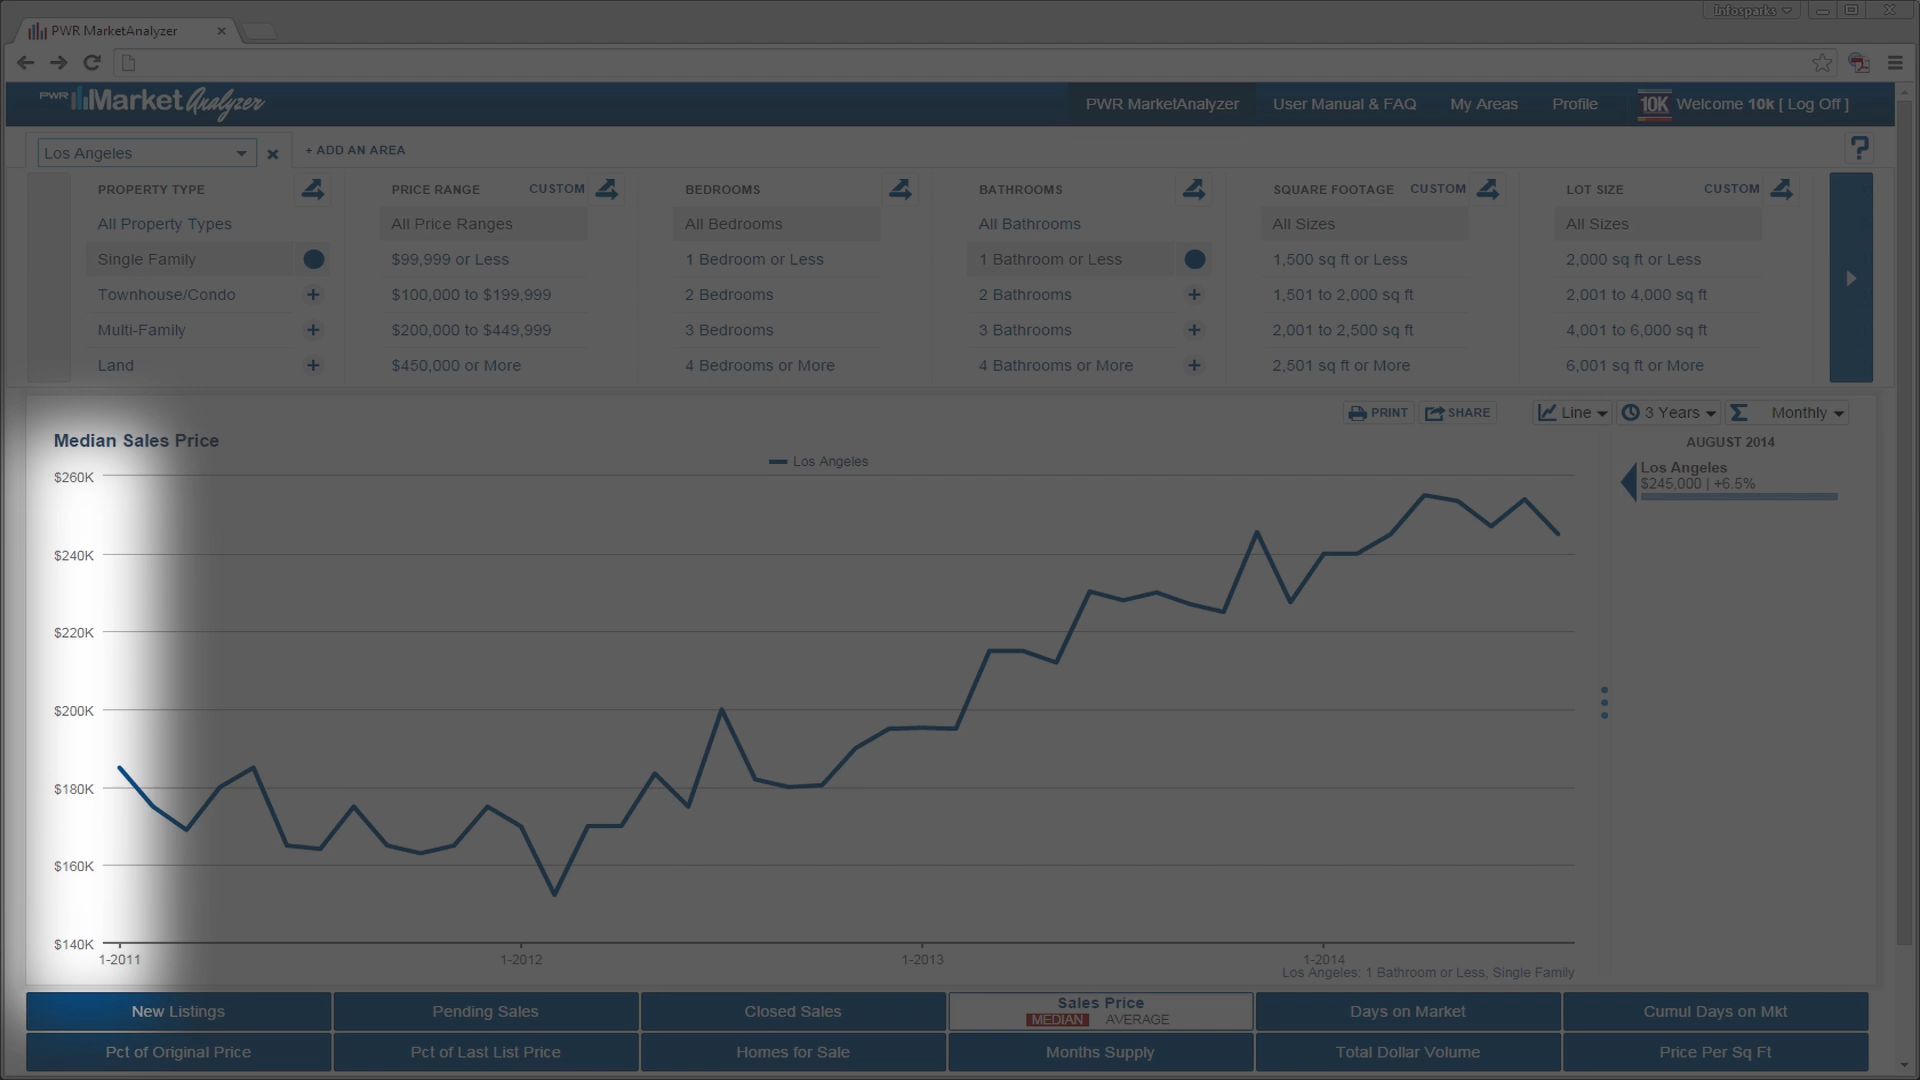 Infosparks
PWR MarketAnalyzer
PWR MarketAnalyzer
PWR MarketAnalyzer
User Manual & FAQ
My Areas
Profile
10K
Welcome 10k [ Log Off ]
Los Angeles
+ ADD AN AREA
?
PROPERTY TYPE
All Property Types
Single Family
Townhouse/Condo
Multi-Family
Land
PRICE RANGE
CUSTOM
All Price Ranges
$99,999 or Less
$100,000 to $199,999
$200,000 to $449,999
$450,000 or More
BEDROOMS
All Bedrooms
1 Bedroom or Less
2 Bedrooms
3 Bedrooms
4 Bedrooms or More
BATHROOMS
All Bathrooms
1 Bathroom or Less
2 Bathrooms
3 Bathrooms
4 Bathrooms or More
SQUARE FOOTAGE
CUSTOM
All Sizes
1,500 sq ft or Less
1,501 to 2,000 sq ft
2,001 to 2,500 sq ft
2,501 sq ft or More
LOT SIZE
CUSTOM
All Sizes
2,000 sq ft or Less
2,001 to 4,000 sq ft
4,001 to 6,000 sq ft
6,001 sq ft or More
PRINT
SHARE
Line
3 Years
Monthly
Median Sales Price
Los Angeles
$260K
$240K
$220K
$200K
$180K
$160K
$140K
1-2011
1-2012
1-2013
1-2014
Los Angeles: 1 Bathroom or Less, Single Family
AUGUST 2014
Los Angeles
$245,000 | +6.5%
New Listings
Pending Sales
Closed Sales
Sales Price
MEDIAN AVERAGE
Days on Market
Cumul Days on Mkt
Pct of Original Price
Pct of Last List Price
Homes for Sale
Months Supply
Total Dollar Volume
Price Per Sq Ft